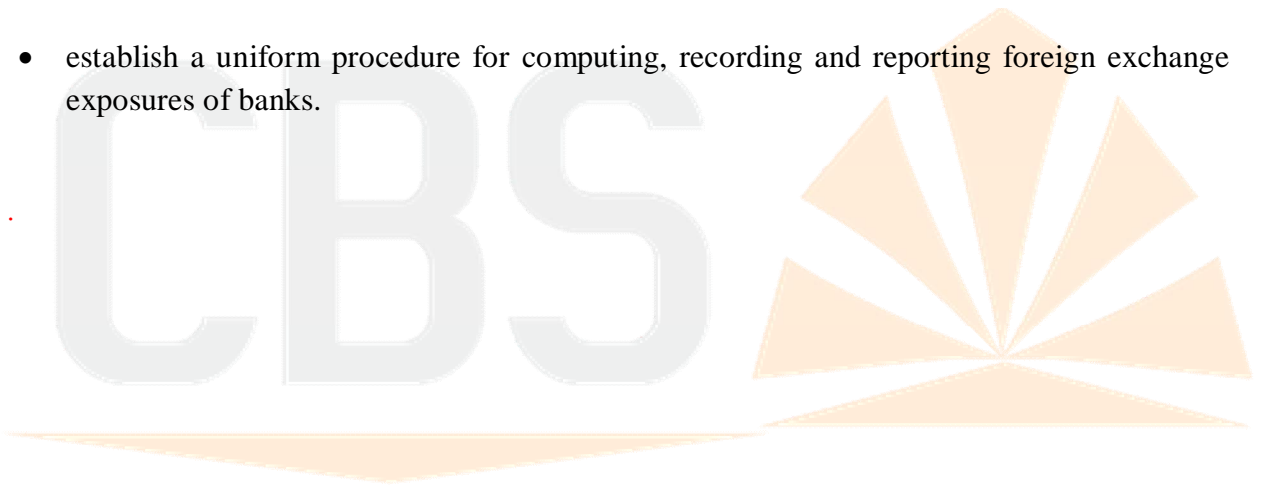 • establish a uniform procedure for computing, recording and reporting foreign exchange
exposures of banks.
.
CBS